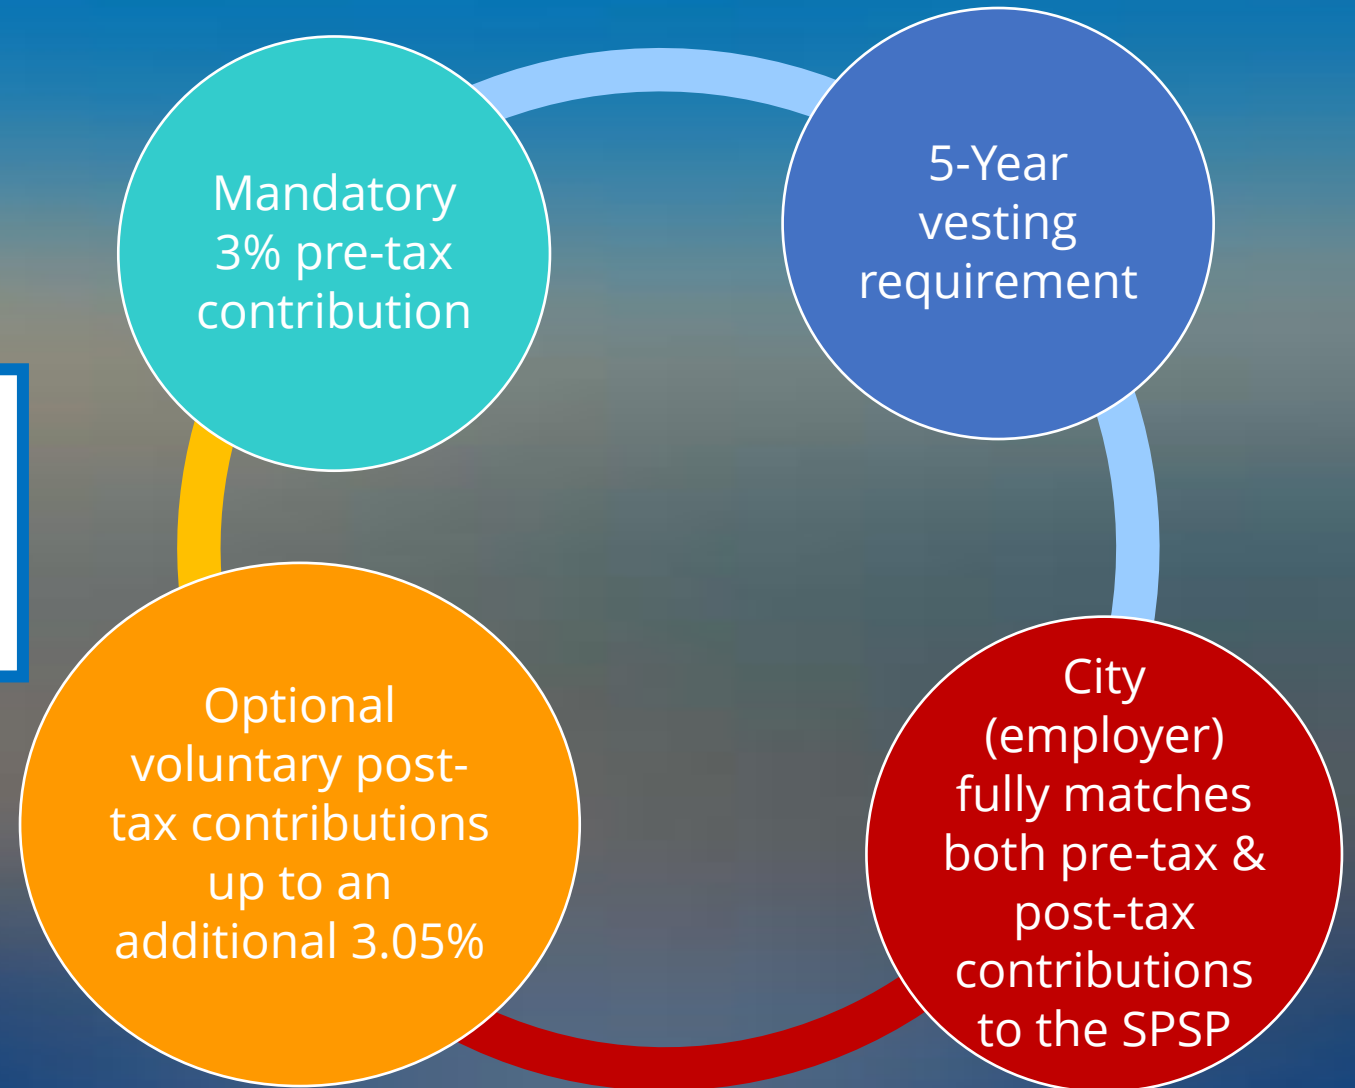 Mandatory
3% pre-tax
contribution
5-Year
vesting
requirement
Optional
voluntary post-
tax contributions
up to an
additional 3.05%
City
(employer)
fully matches
both pre-tax &
post-tax
contributions
to the SPSP